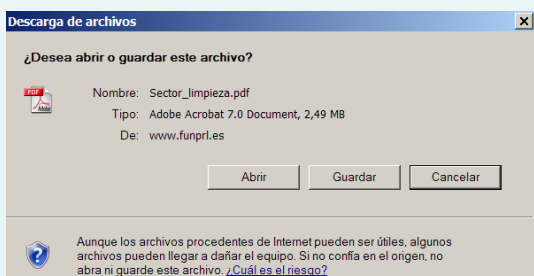 Descarga de archivos
¿Desea abrir o guardar este archivo?
PDF
Adobe
Nombre: Sector_limpieza.pdf
Tipo: Adobe Acrobat 7.0 Document, 2,49 MB
De: www.funprl.es
Abrir Guardar Cancelar
Aunque los archivos procedentes de Internet pueden ser útiles, algunos
archivos pueden llegar a dañar el equipo. Si no confía en el origen, no
abra ni guarde este archivo. ¿Cuál es el riesgo?